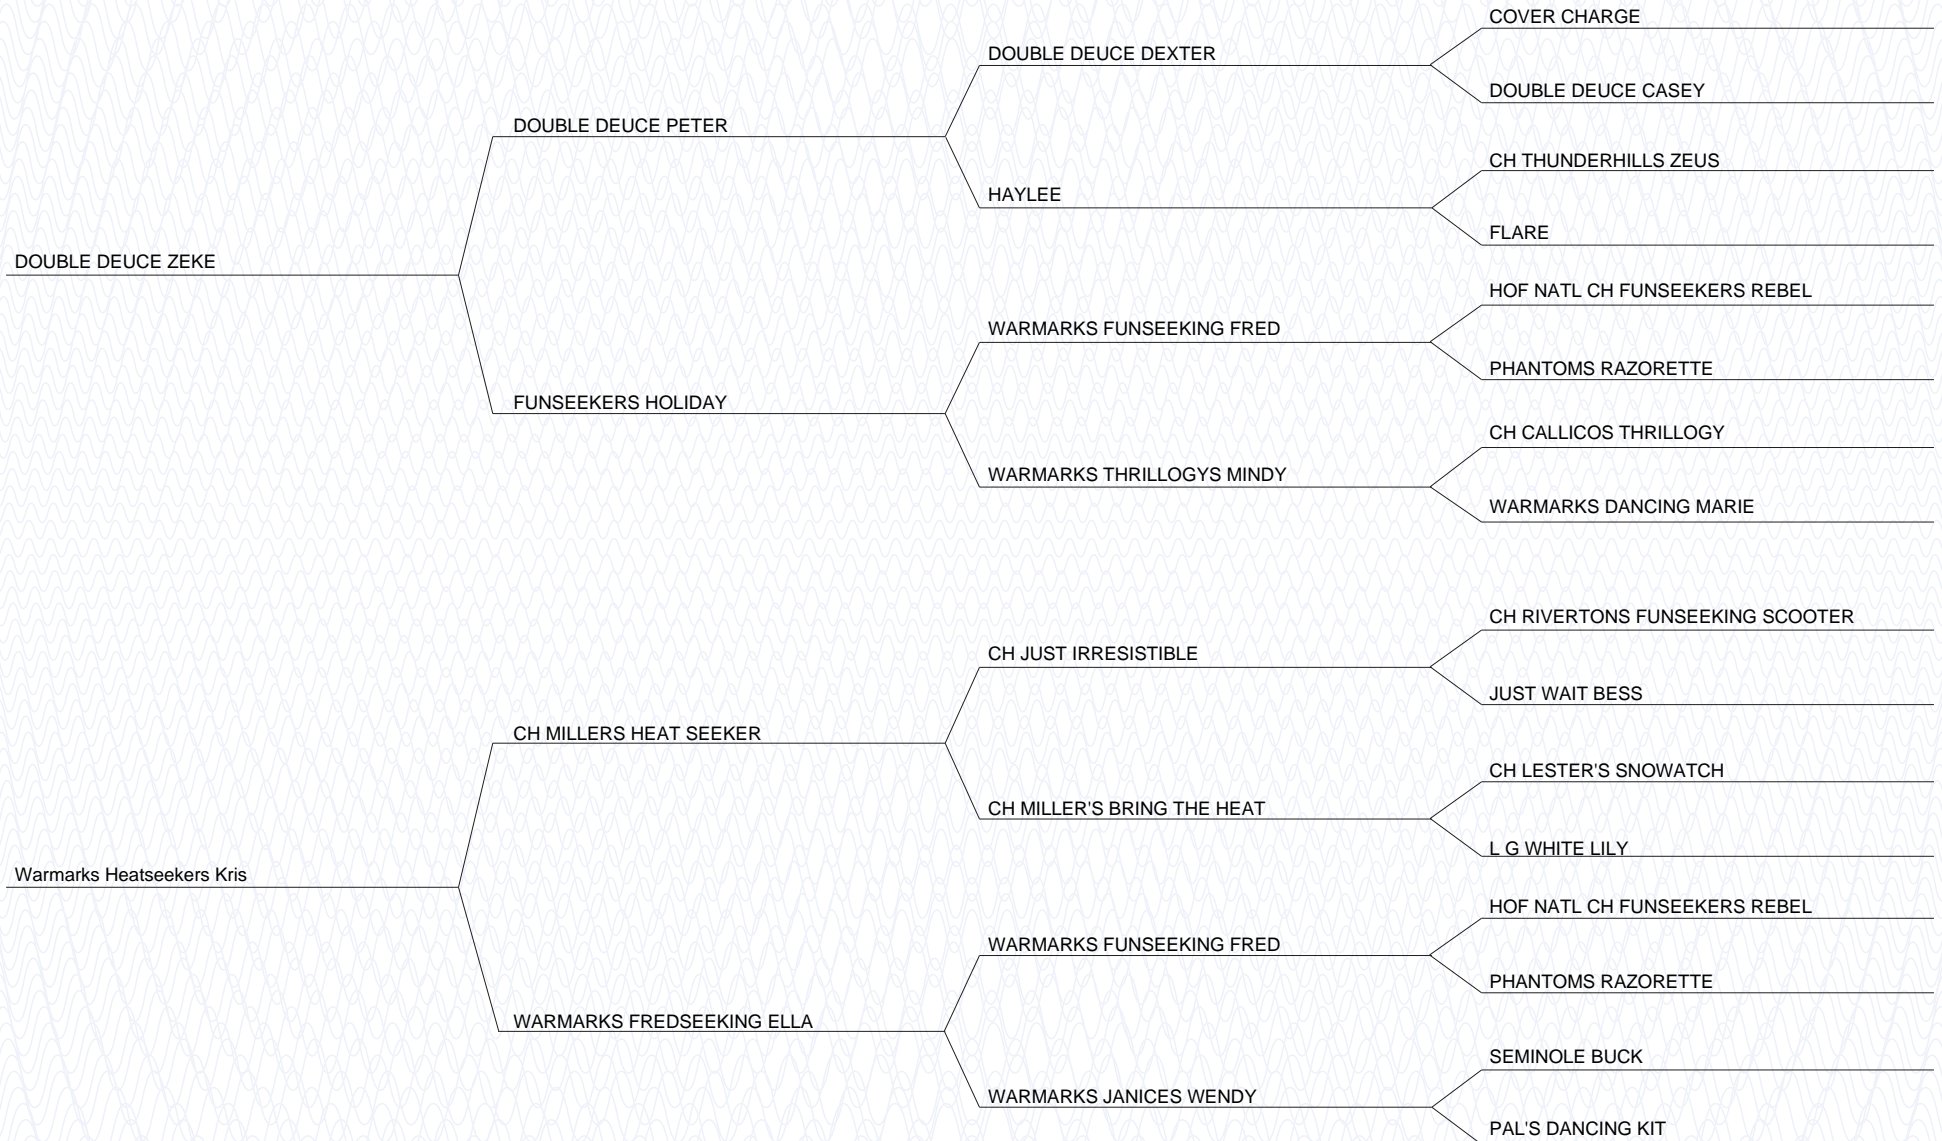 COVER CHARGE
DOUBLE DEUCE DEXTER
DOUBLE DEUCE CASEY
DOUBLE DEUCE PETER
CH THUNDERHILLS ZEUS
HAYLEE
FLARE
DOUBLE DEUCE ZEKE
HOF NATL CH FUNSEEKERS REBEL
WARMARKS FUNSEEKING FRED
PHANTOMS RAZORETTE
FUNSEEKERS HOLIDAY
CH CALLICOS THRILLOGY
WARMARKS THRILLOGYS MINDY
WARMARKS DANCING MARIE
CH RIVERTONS FUNSEEKING SCOOTER
CH JUST IRRESISTIBLE
JUST WAIT BESS
CH MILLERS HEAT SEEKER
CH LESTER'S SNOWATCH
CH MILLER'S BRING THE HEAT
L G WHITE LILY
Warmarks Heatseekers Kris
HOF NATL CH FUNSEEKERS REBEL
WARMARKS FUNSEEKING FRED
PHANTOMS RAZORETTE
WARMARKS FREDSEEKING ELLA
SEMINOLE BUCK
WARMARKS JANICES WENDY
PAL'S DANCING KIT